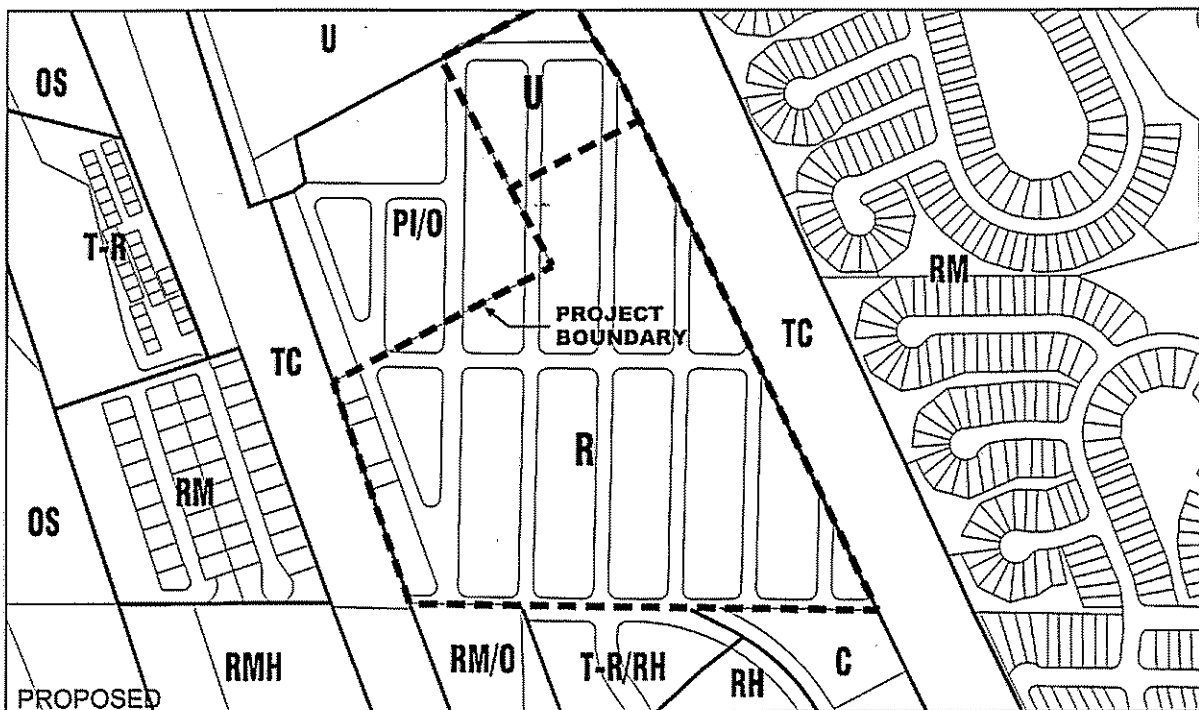 U
OS
U
T-R
PI/O
RM
PROJECT
BOUNDARY
TC
TC
R
RM
OS
RMH
RM/O
T-R/RH
RH
C
PROPOSED